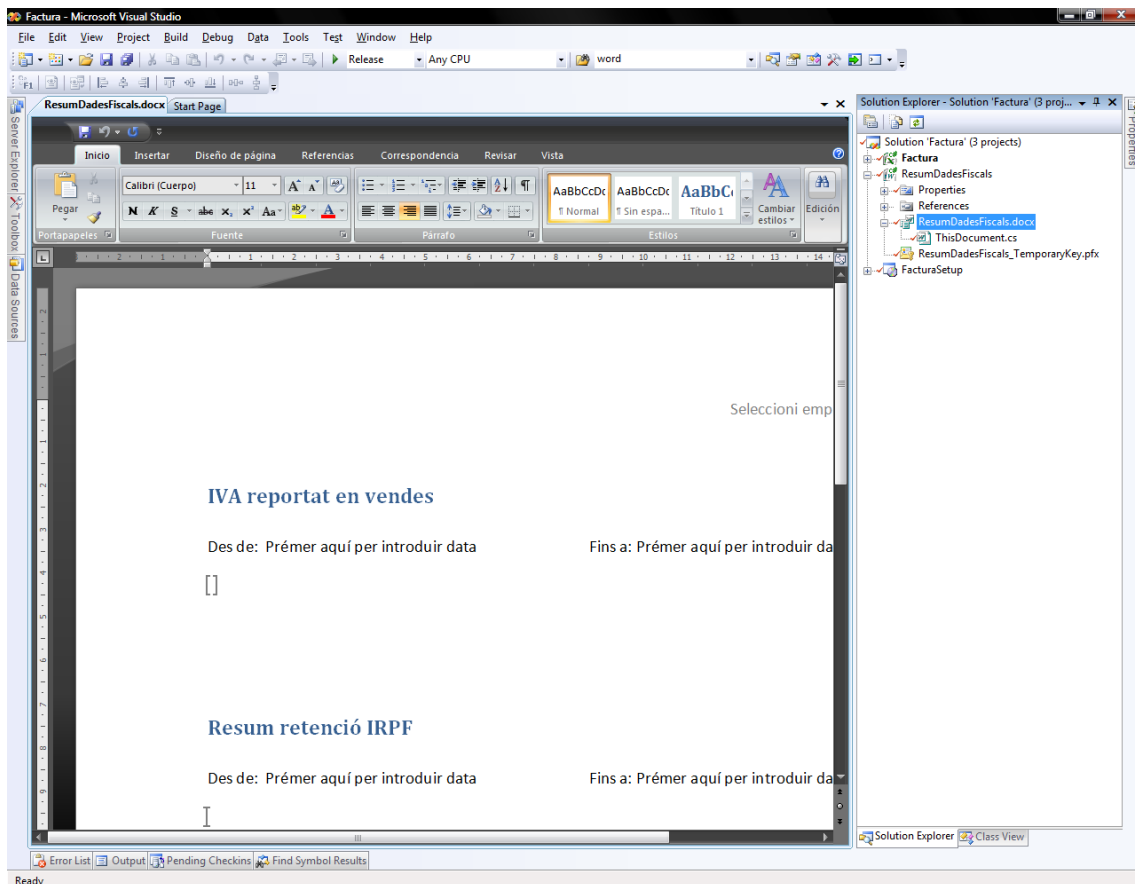 Factura - Microsoft Visual Studio
File Edit View Project Build Debug Data Tools Test Window Help
Release Any CPU word
ResumDadesFiscals.docx Start Page
Solution Explorer - Solution 'Factura' (3 proj...
Server Explorer
Toolbox
Data Sources
Properties
Inicio Insertar Diseño de página Referencias Correspondencia Revisar Vista
Pegar
Calibri (Cuerpo) 11
N K S abc x₂ x² Aa
AaBbCcDc AaBbCcDc AaBbC
¶ Normal ¶ Sin espa... Título 1
Cambiar estilos
Edición
Portapapeles Fuente Párrafo Estilos
Solution 'Factura' (3 projects)
Factura
ResumDadesFiscals
Properties
References
ResumDadesFiscals.docx
ThisDocument.cs
ResumDadesFiscals_TemporaryKey.pfx
FacturaSetup
Seleccioni emp
IVA reportat en vendes
Des de: Prémer aquí per introduir data Fins a: Prémer aquí per introduir da
[]
Resum retenció IRPF
Des de: Prémer aquí per introduir data Fins a: Prémer aquí per introduir da
Solution Explorer Class View
Error List Output Pending Checkins Find Symbol Results
Ready